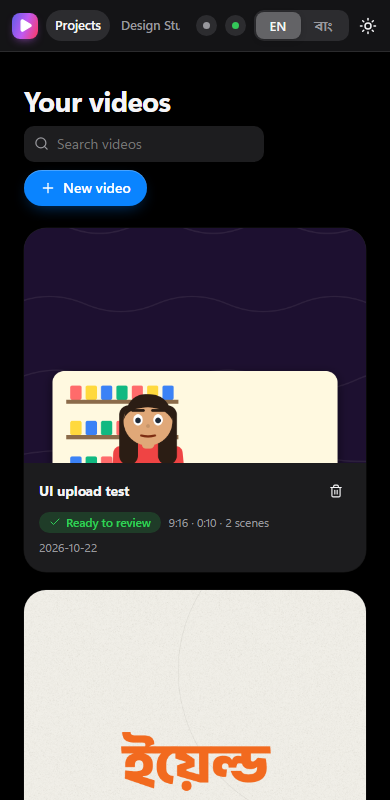 Projects
Design Stu
EN
বাং
Your videos
Search videos
New video
UI upload test
Ready to review
9:16 · 0:10 · 2 scenes
2026-10-22
ইয়েল্ড